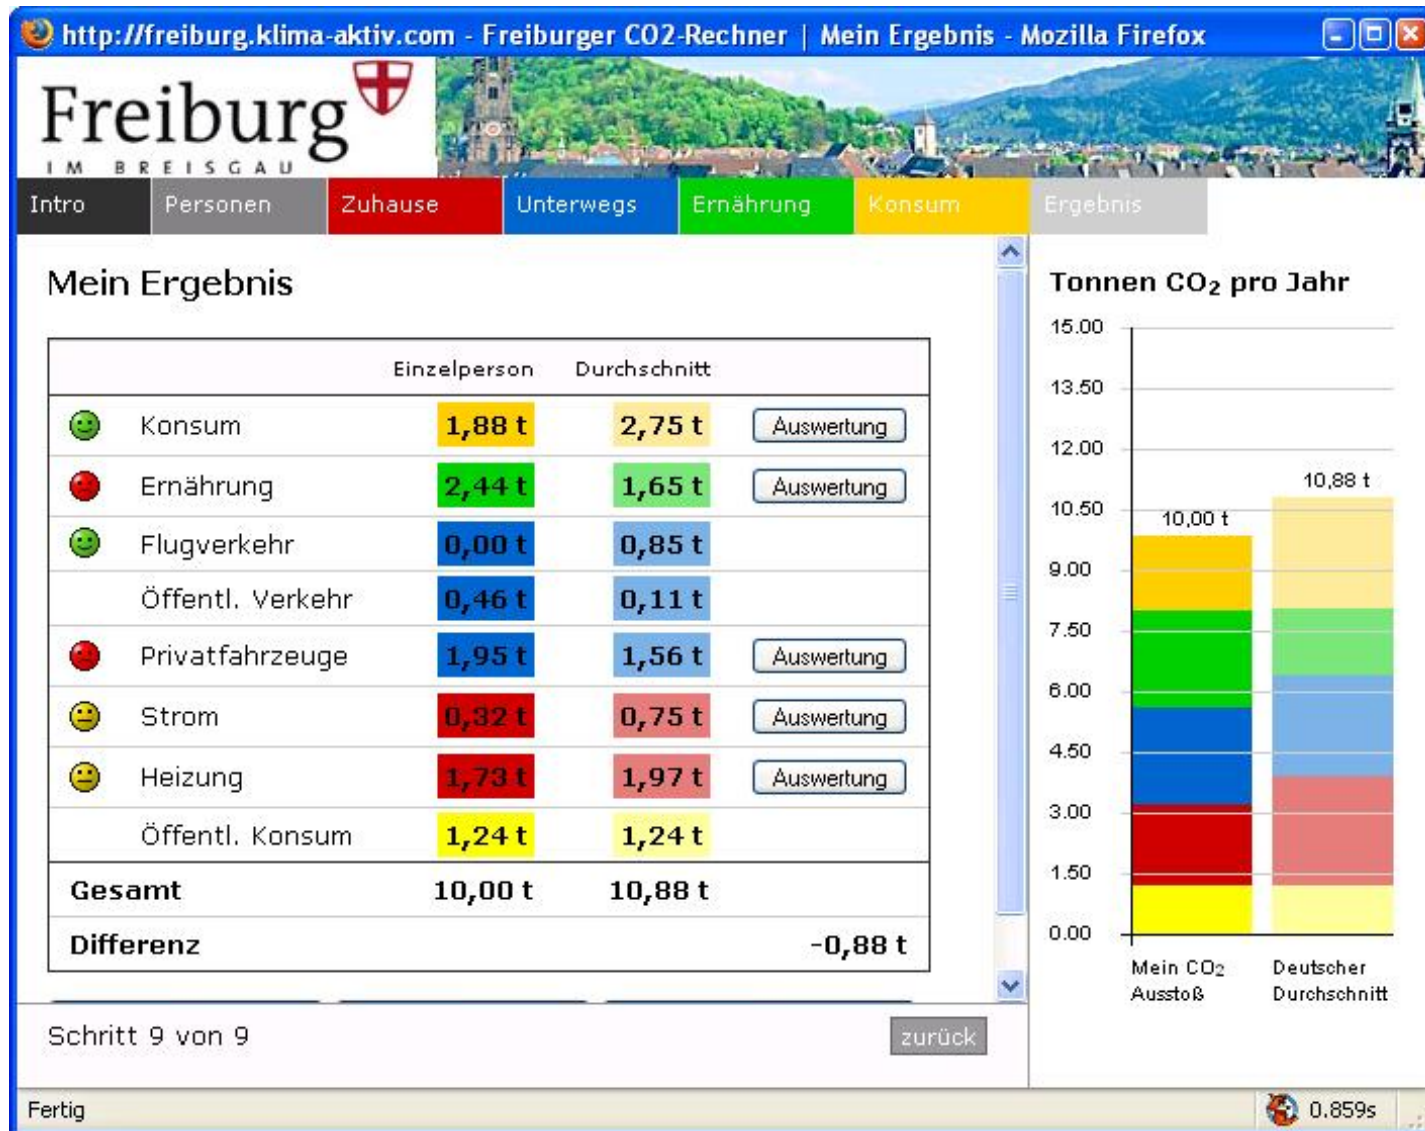 http://freiburg.klima-aktiv.com - Freiburger CO2-Rechner | Mein Ergebnis - Mozilla Firefox
Freiburg
IM BREISGAU
Intro Personen Zuhause Unterwegs Ernährung Konsum Ergebnis
Mein Ergebnis
Einzelperson Durchschnitt
Konsum 1,88 t 2,75 t Auswertung
Ernährung 2,44 t 1,65 t Auswertung
Flugverkehr 0,00 t 0,85 t
Öffentl. Verkehr 0,46 t 0,11 t
Privatfahrzeuge 1,95 t 1,56 t Auswertung
Strom 0,32 t 0,75 t Auswertung
Heizung 1,73 t 1,97 t Auswertung
Öffentl. Konsum 1,24 t 1,24 t
Gesamt 10,00 t 10,88 t
Differenz -0,88 t
Schritt 9 von 9 zurück
Tonnen CO₂ pro Jahr
15.00
13.50
12.00
10.50
9.00
7.50
6.00
4.50
3.00
1.50
0.00
10,00 t
10,88 t
Mein CO₂
Ausstoß
Deutscher
Durchschnitt
Fertig 0.859s